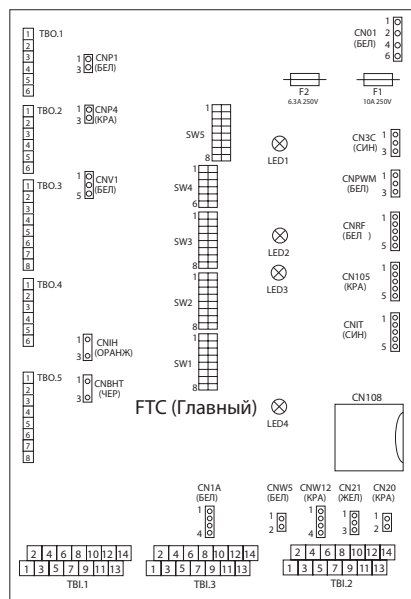 TBO.1
1
2
3
4
5
6
CNP1
(БЕЛ)
1
3
CN01
(БЕЛ)
1
2
4
6
F2
6.3A 250V
F1
10A 250V
TBO.2
1
2
3
4
5
6
CNP4
(КРА)
1
3
SW5
1
8
LED1
CN3C
(СИН)
1
3
TBO.3
1
2
3
4
5
6
7
8
CNV1
(БЕЛ)
1
5
SW4
1
6
CNPWM
(БЕЛ)
1
3
SW3
1
8
LED2
CNRF
(БЕЛ )
1
5
TBO.4
1
2
3
4
5
6
SW2
1
8
LED3
CN105
(КРА)
1
5
CNIH
(ОРАНЖ)
1
3
SW1
1
8
CNIT
(СИН)
1
5
TBO.5
1
2
3
4
5
6
7
8
CNBHT
(ЧЕР)
1
3
FTC (Главный)
LED4
CN108
CN1A
(БЕЛ)
1
4
CNW5
(БЕЛ)
1
2
CNW12
(КРА)
1
4
CN21
(ЖЕЛ)
1
3
CN20
(КРА)
1
2
2 4 6 8 10 12 14
1 3 5 7 9 11 13
TBI.1
2 4 6 8 10 12 14
1 3 5 7 9 11 13
TBI.3
2 4 6 8 10 12 14
1 3 5 7 9 11 13
TBI.2